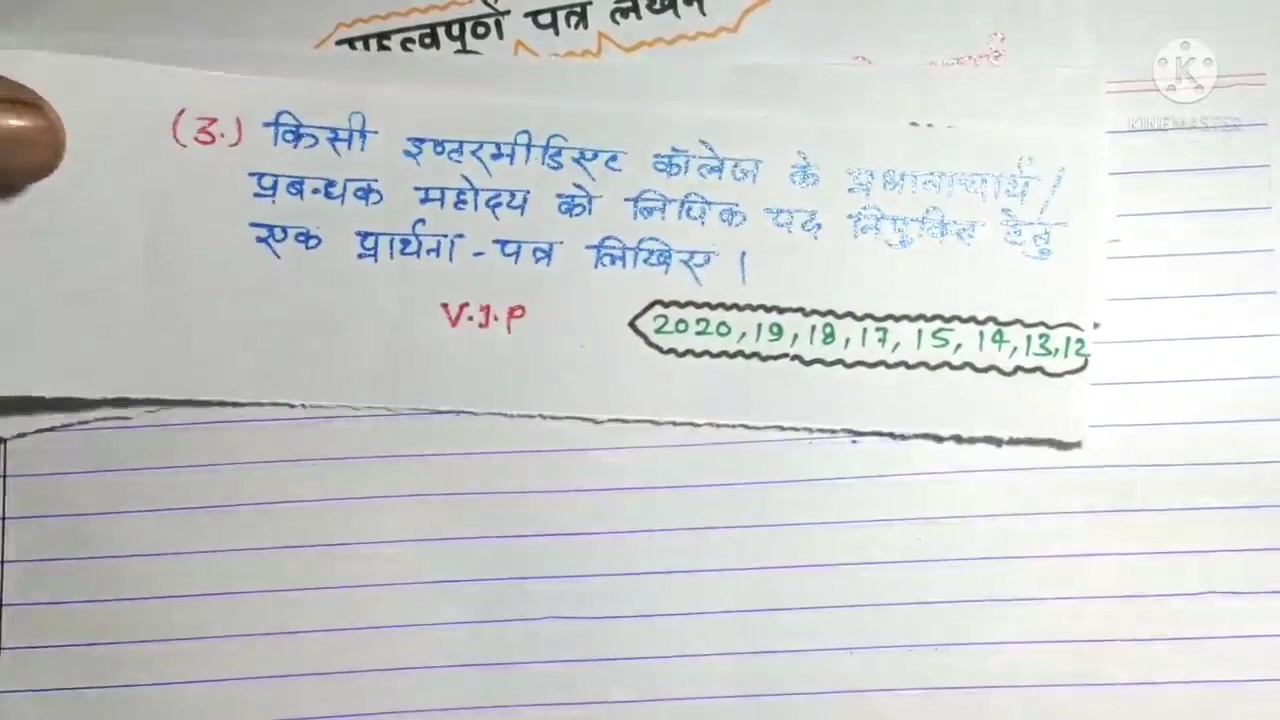 महत्वपूर्ण पत्र लेखन
KINEMASTER
(3.) किसी इण्टरमीडिएट कॉलेज के प्रधानाचार्य /
प्रबन्धक महोदय को लिपिक पद नियुक्ति हेतु
एक प्रार्थना - पत्र लिखिए ।
V.I.P
2020, 19, 18, 17, 15, 14, 13, 12